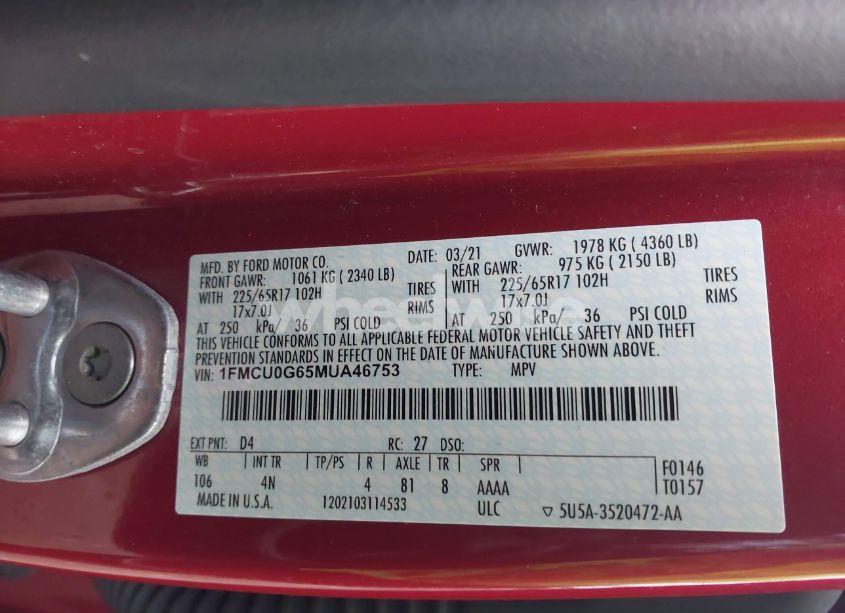 MFD. BY FORD MOTOR CO. DATE: 03/21 GVWR: 1978 KG ( 4360 LB)
FRONT GAWR: 1061 KG ( 2340 LB) REAR GAWR: 975 KG ( 2150 LB)
WITH 225/65R17 102H TIRES WITH 225/65R17 102H TIRES
17x7.0J RIMS 17x7.0J RIMS
AT 250 kPa/ 36 PSI COLD AT 250 kPa/ 36 PSI COLD
THIS VEHICLE CONFORMS TO ALL APPLICABLE FEDERAL MOTOR VEHICLE SAFETY AND THEFT
PREVENTION STANDARDS IN EFFECT ON THE DATE OF MANUFACTURE SHOWN ABOVE.
VIN: 1FMCU0G65MUA46753 TYPE: MPV
EXT PNT: D4 RC: 27 DSO:
WB INT TR TP/PS R AXLE TR SPR F0146
106 4N 4 81 8 AAAA T0157
MADE IN U.S.A. 1202103114533 ULC ▽ 5U5A-3520472-AA